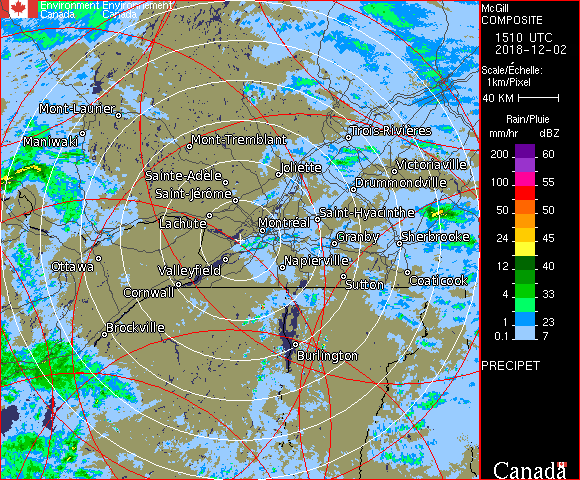 Environment Environnement
Canada Canada
McGill
COMPOSITE
1510 UTC
2018-12-02
Scale/Échelle:
1km/Pixel
40 KM
Rain/Pluie
mm/hr dBZ
200 60
100 55
50 50
24 45
12 40
4 33
1 23
0.1 7
PRECIPET
Canada
Mont-Laurier
Maniwaki
Mont-Tremblant
Trois-Rivières
Joliette
Victoriaville
Sainte-Adèle
Drummondville
Saint-Jérôme
Lachute
Saint-Hyacinthe
Montréal
Granby
Sherbrooke
Ottawa
Valleyfield
Napierville
Coaticook
Cornwall
Sutton
Brockville
Burlington